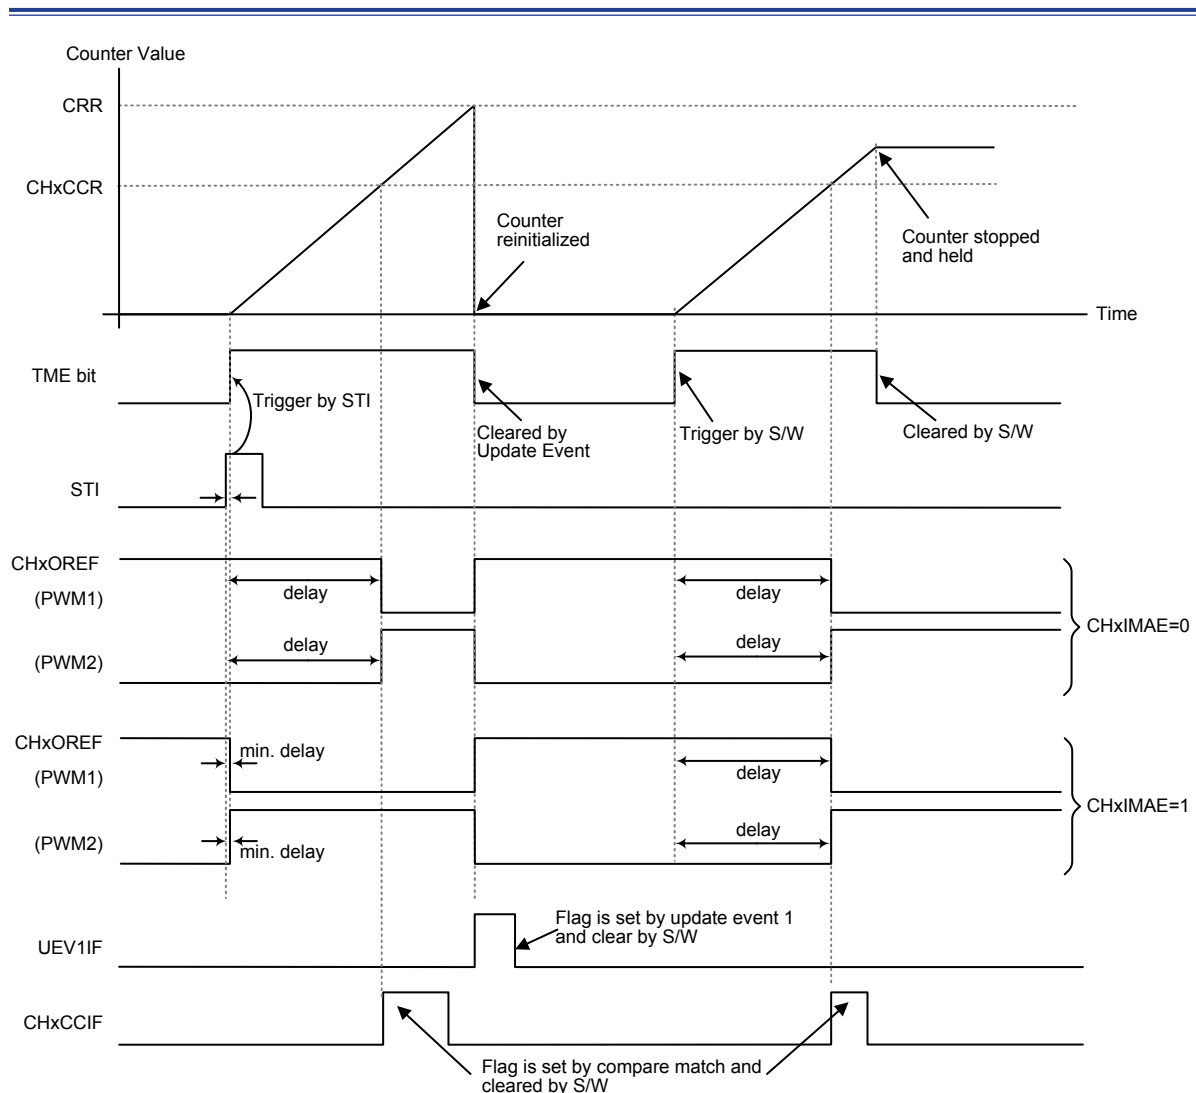 Counter Value
CRR
CHxCCR
Counter
reinitialized
Counter stopped
and held
Time
TME bit
Trigger by STI
Cleared by
Update Event
Trigger by S/W
Cleared by S/W
STI
CHxOREF
(PWM1)
delay
delay
(PWM2)
delay
delay
CHxIMAE=0
CHxOREF
(PWM1)
min. delay
delay
(PWM2)
min. delay
delay
CHxIMAE=1
UEV1IF
Flag is set by update event 1
and clear by S/W
CHxCCIF
Flag is set by compare match and
cleared by S/W